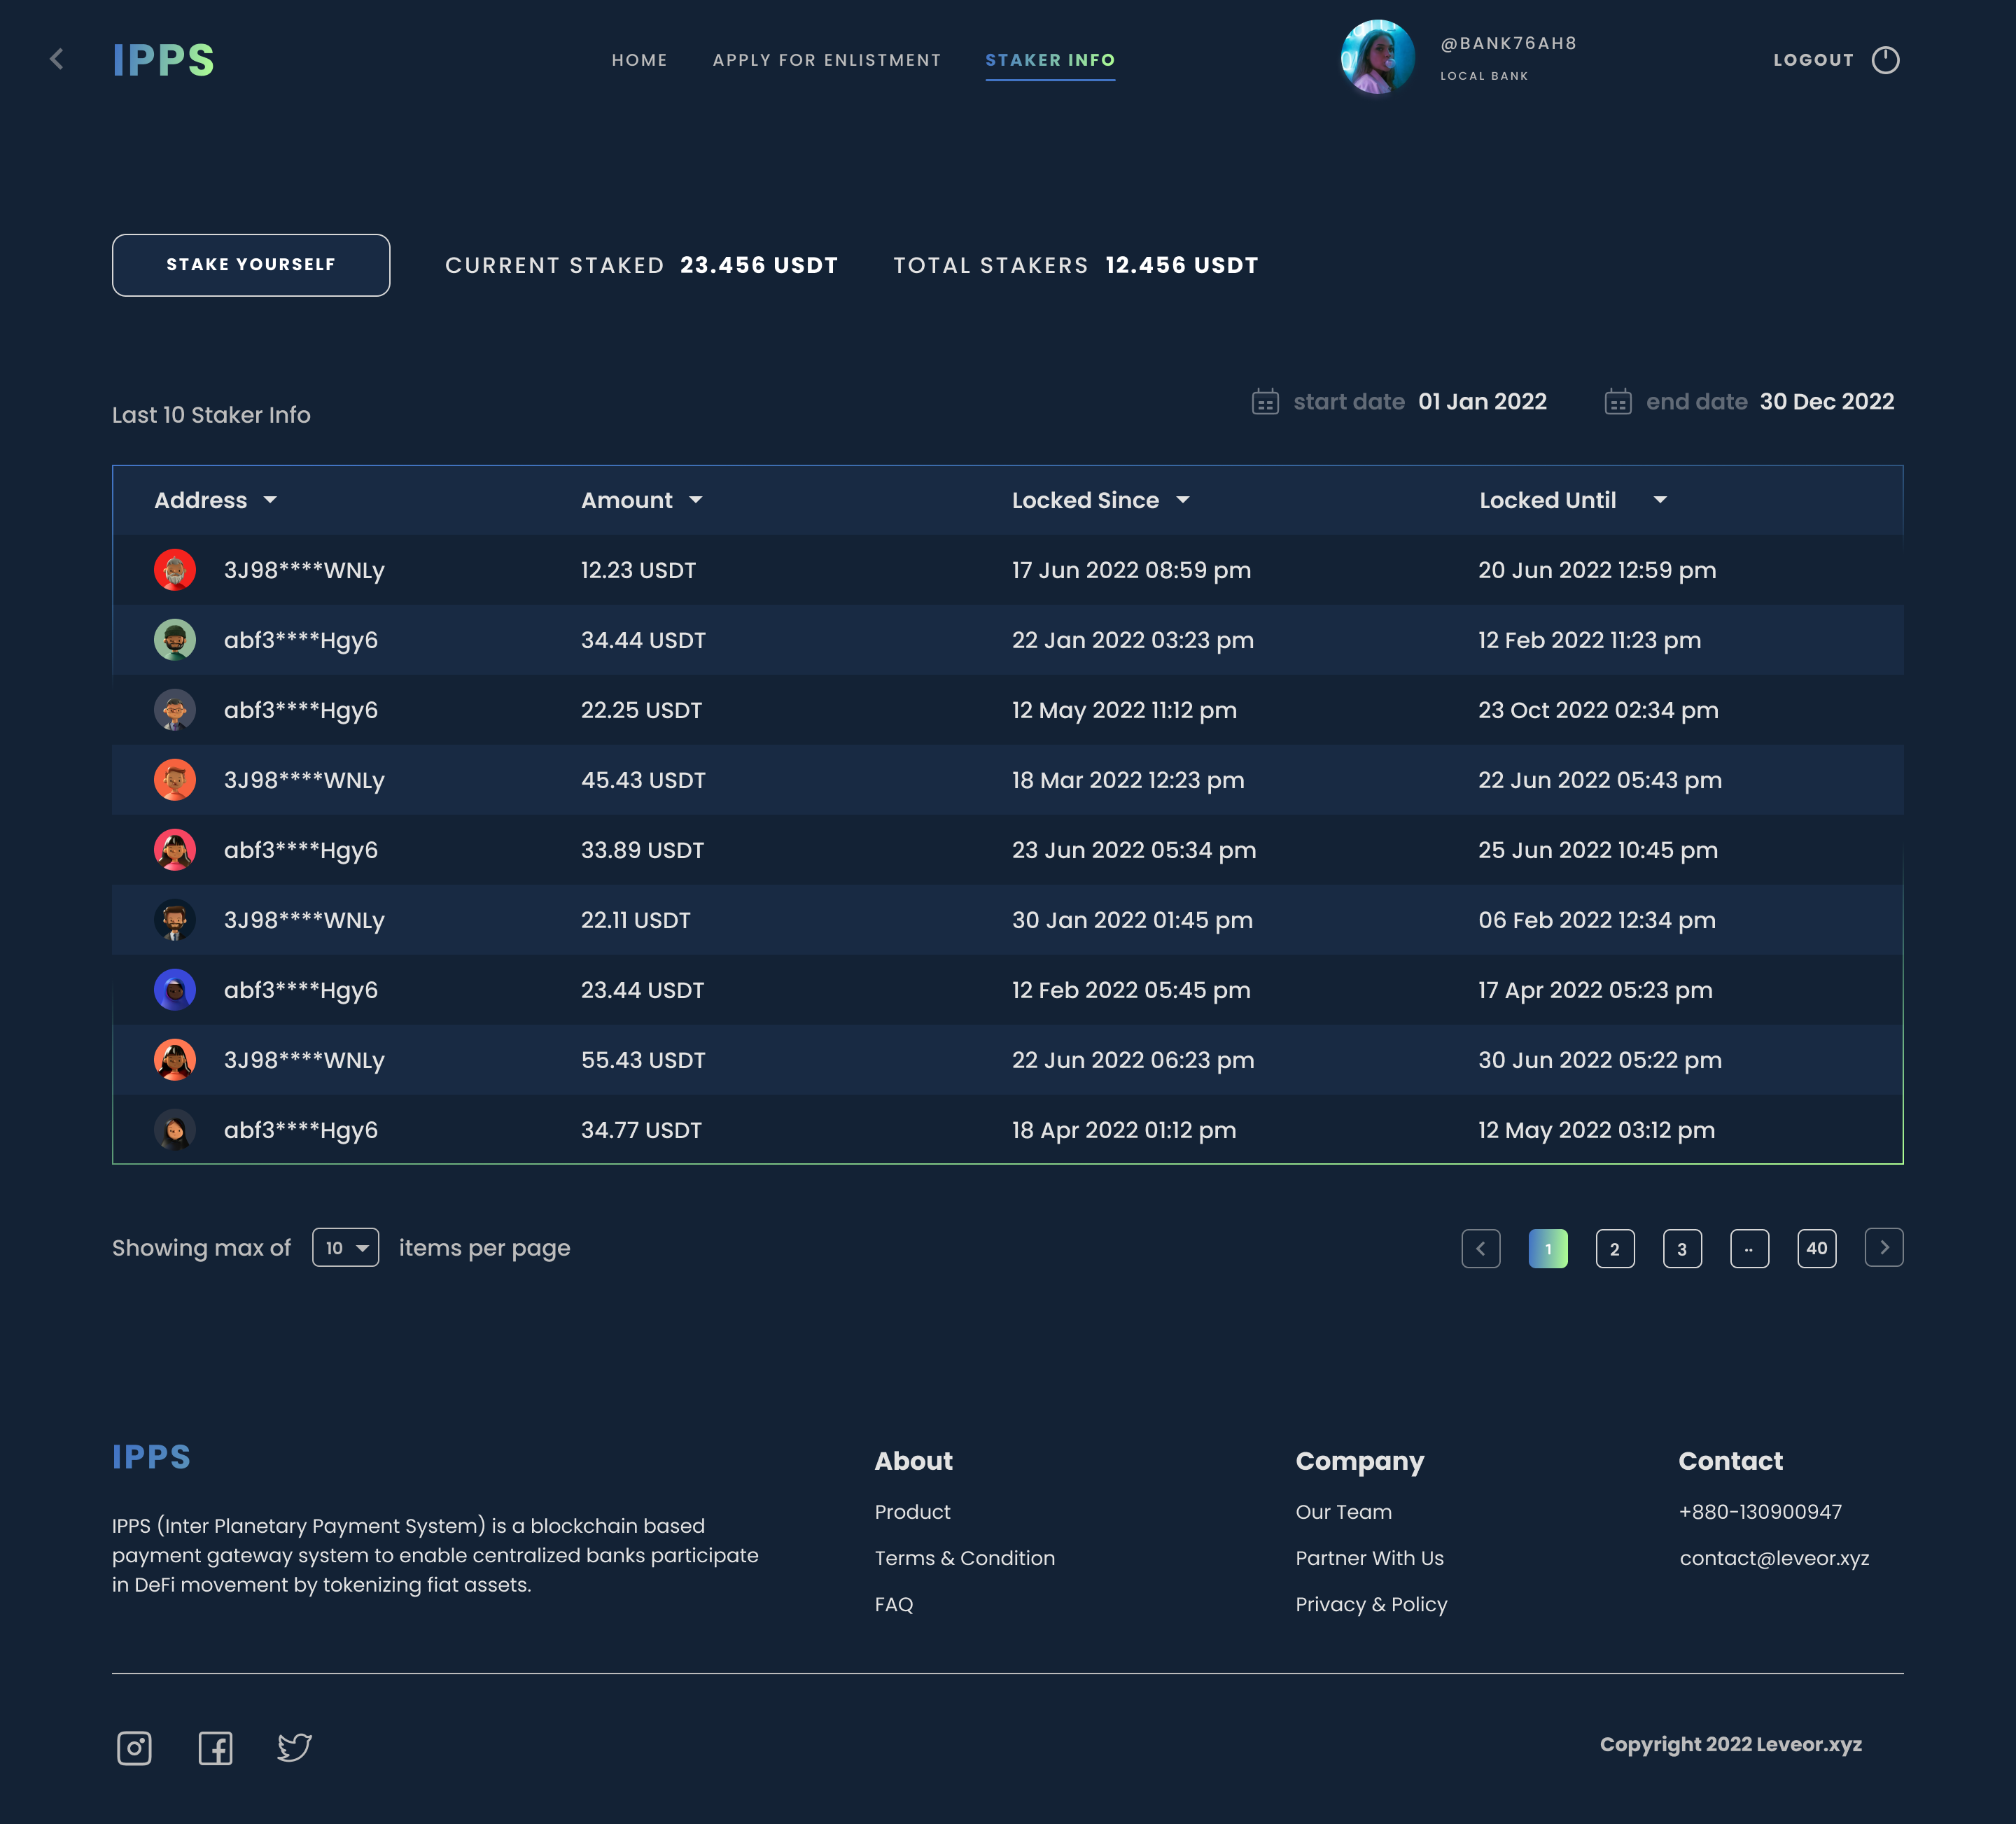 IPPS
HOME APPLY FOR ENLISTMENT STAKER INFO
@BANK76AH8
LOCAL BANK
LOGOUT
STAKE YOURSELF
CURRENT STAKED 23.456 USDT TOTAL STAKERS 12.456 USDT
start date 01 Jan 2022 end date 30 Dec 2022
Last 10 Staker Info
Address Amount Locked Since Locked Until
3J98****WNLy 12.23 USDT 17 Jun 2022 08:59 pm 20 Jun 2022 12:59 pm
abf3****Hgy6 34.44 USDT 22 Jan 2022 03:23 pm 12 Feb 2022 11:23 pm
abf3****Hgy6 22.25 USDT 12 May 2022 11:12 pm 23 Oct 2022 02:34 pm
3J98****WNLy 45.43 USDT 18 Mar 2022 12:23 pm 22 Jun 2022 05:43 pm
abf3****Hgy6 33.89 USDT 23 Jun 2022 05:34 pm 25 Jun 2022 10:45 pm
3J98****WNLy 22.11 USDT 30 Jan 2022 01:45 pm 06 Feb 2022 12:34 pm
abf3****Hgy6 23.44 USDT 12 Feb 2022 05:45 pm 17 Apr 2022 05:23 pm
3J98****WNLy 55.43 USDT 22 Jun 2022 06:23 pm 30 Jun 2022 05:22 pm
abf3****Hgy6 34.77 USDT 18 Apr 2022 01:12 pm 12 May 2022 03:12 pm
Showing max of 10 items per page
1 2 3 .. 40
IPPS
IPPS (Inter Planetary Payment System) is a blockchain based
payment gateway system to enable centralized banks participate
in DeFi movement by tokenizing fiat assets.
About
Product
Terms & Condition
FAQ
Company
Our Team
Partner With Us
Privacy & Policy
Contact
+880-130900947
contact@leveor.xyz
Copyright 2022 Leveor.xyz